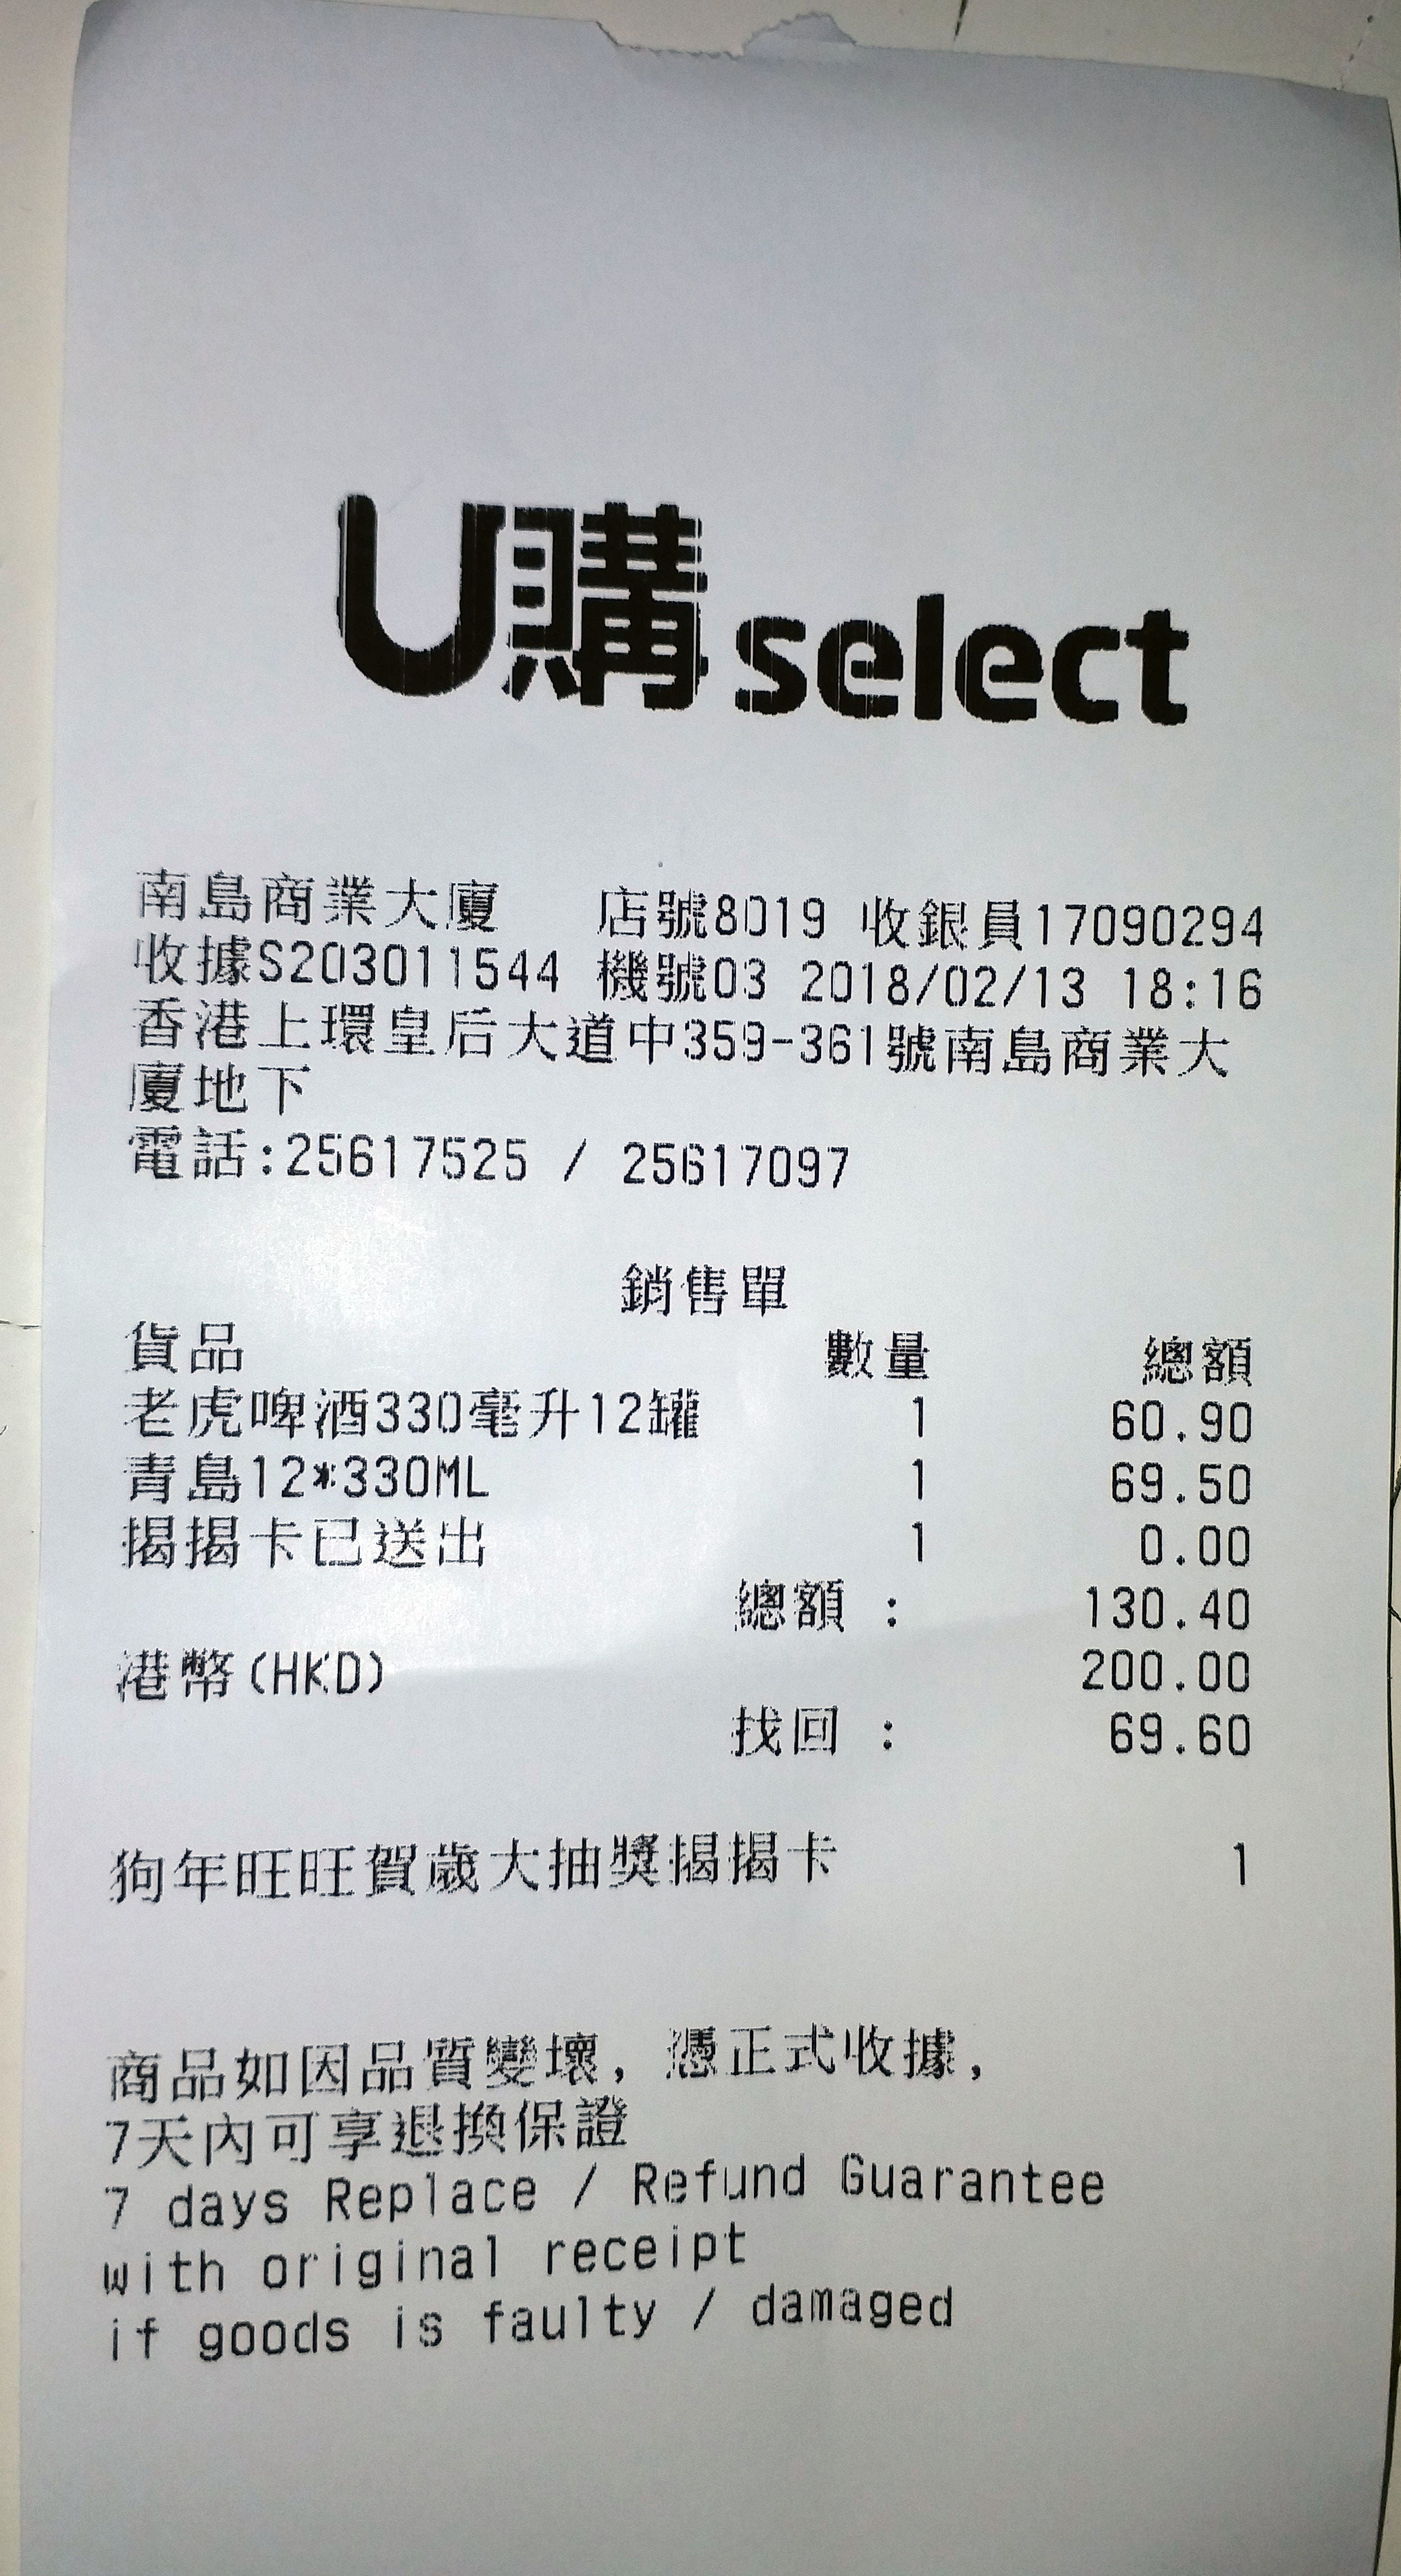 U購select
南島商業大廈 店號8019 收銀員17090294
收據S203011544 機號03 2018/02/13 18:16
香港上環皇后大道中359-361號南島商業大
廈地下
電話:25617525 / 25617097
銷售單
貨品 數量 總額
老虎啤酒330毫升12罐 1 60.90
青島12*330ML 1 69.50
揭揭卡已送出 1 0.00
總額 : 130.40
港幣(HKD) 200.00
找回 : 69.60
狗年旺旺賀歲大抽獎揭揭卡 1
商品如因品質變壞, 憑正式收據,
7天內可享退換保證
7 days Replace / Refund Guarantee
with original receipt
if goods is faulty / damaged